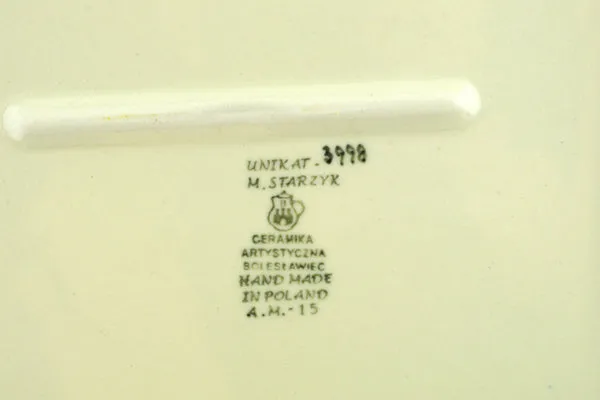 UNIKAT - 3998
M. STARZYK
CERAMIKA
ARTYSTYCZNA
BOLESŁAWIEC
HAND MADE
IN POLAND
A.M.-15